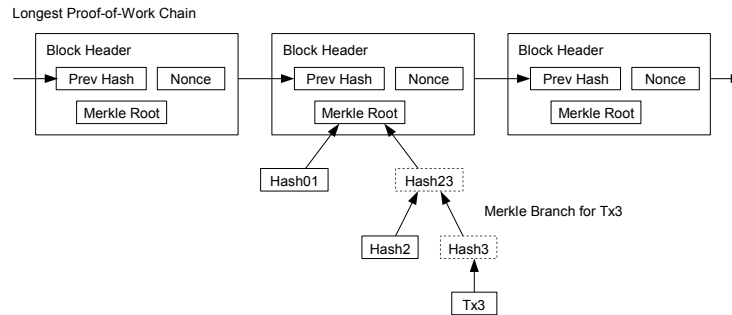 Longest Proof-of-Work Chain
Block Header Block Header Block Header
Prev Hash Nonce Prev Hash Nonce Prev Hash Nonce
Merkle Root Merkle Root Merkle Root
Hash01 Hash23
Merkle Branch for Tx3
Hash2 Hash3
Tx3